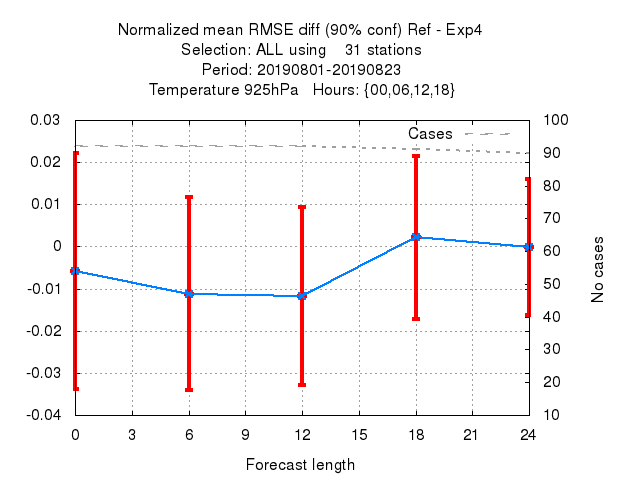 Normalized mean RMSE diff (90% conf) Ref - Exp4
Selection: ALL using    31 stations
Period: 20190801-20190823
Temperature 925hPa   Hours: {00,06,12,18}
0.03
0.02
0.01
0
-0.01
-0.02
-0.03
-0.04
Cases
100
90
80
70
60
50
40
30
20
10
No cases
0 3 6 9 12 15 18 21 24
Forecast length